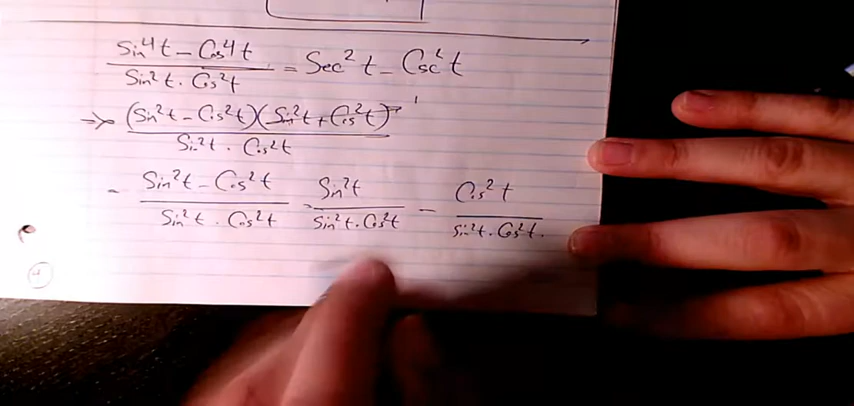 Sin⁴t - Cos⁴t / Sin²t · Cos²t = Sec²t - Csc²t
→ (Sin²t - Cos²t)(Sin²t + Cos²t) 1 / Sin²t · Cos²t
= Sin²t - Cos²t / Sin²t · Cos²t = Sin²t / Sin²t · Cos²t - Cos²t / Sin²t · Cos²t.